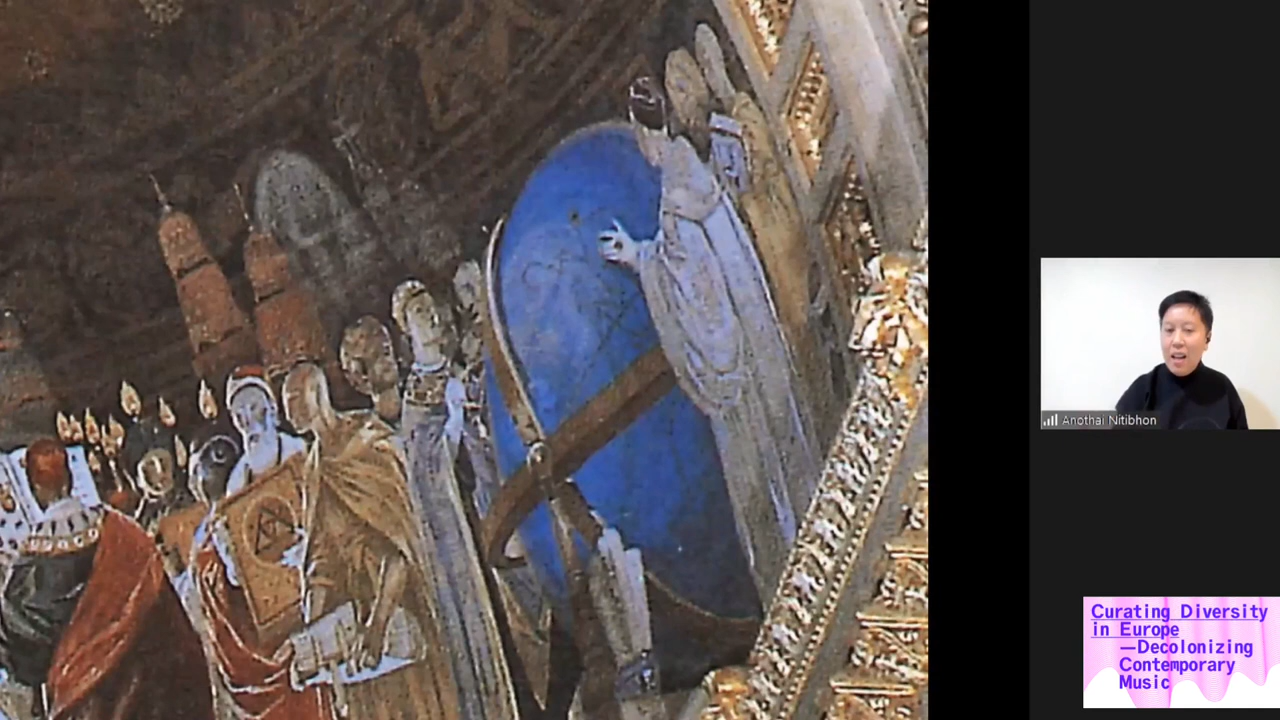 Anothai Nitibhon
Curating Diversity
in Europe
—Decolonizing
Contemporary
Music